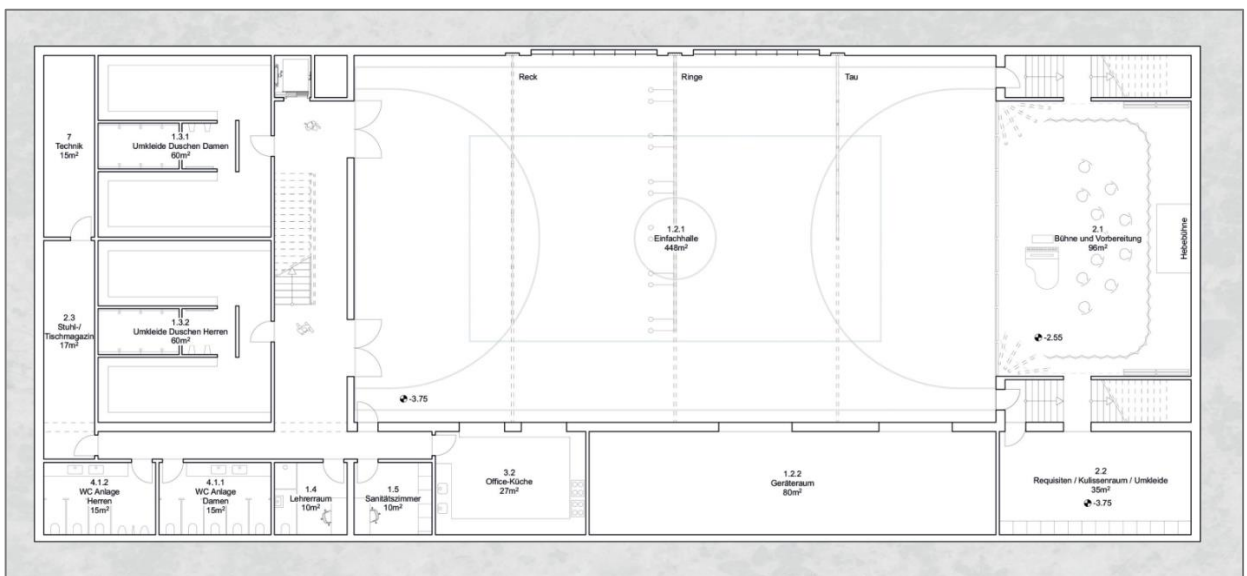 Reck
Ringe
Tau
7
Technik
15m²
1.3.1
Umkleide Duschen Damen
60m²
1.2.1
Einfachhalle
448m²
2.1
Bühne und Vorbereitung
96m²
Hebebühne
2.3
Stuhl-/
Tischmagazin
17m²
1.3.2
Umkleide Duschen Herren
60m²
-2.55
-3.75
4.1.2
WC Anlage
Herren
15m²
4.1.1
WC Anlage
Damen
15m²
1.4
Lehrerraum
10m²
1.5
Sanitätszimmer
10m²
3.2
Office-Küche
27m²
1.2.2
Geräteraum
80m²
2.2
Requisiten / Kulissenraum / Umkleide
35m²
-3.75